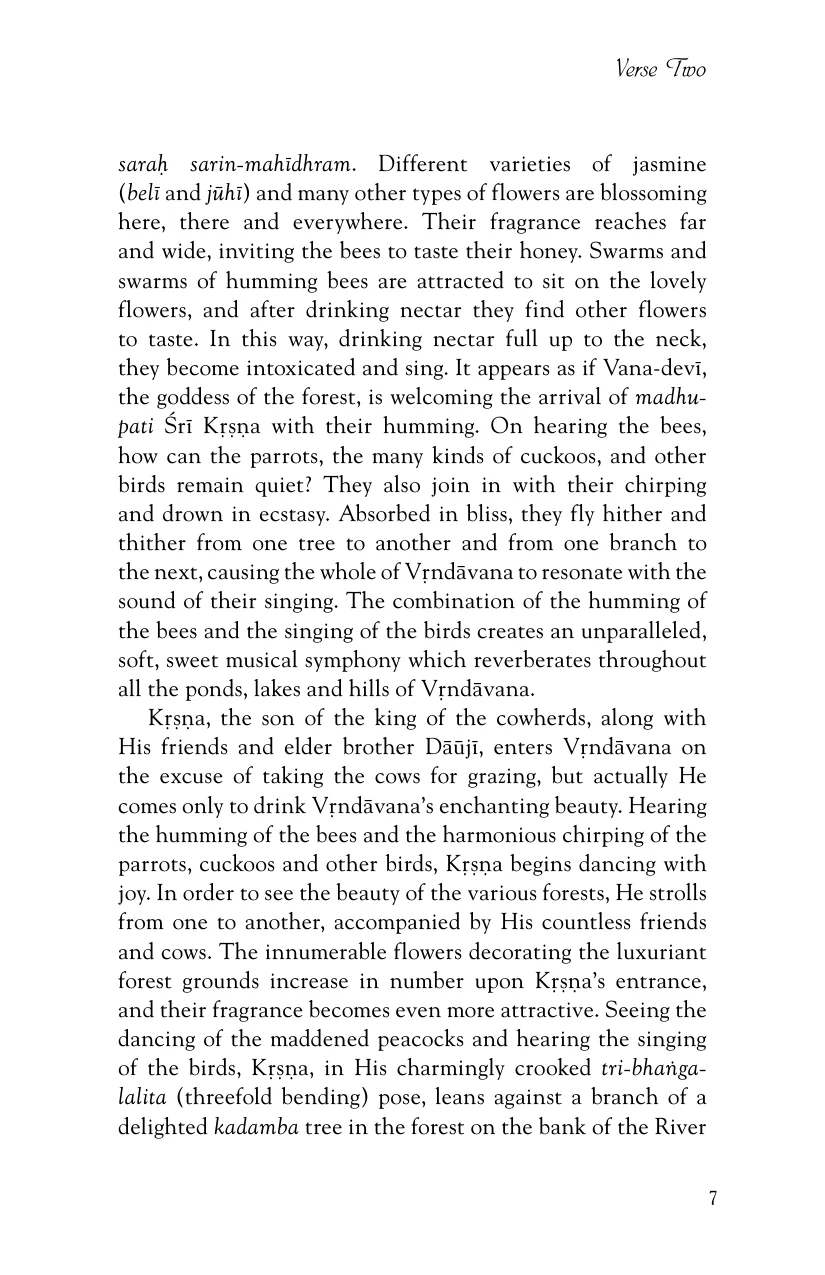 Verse Two
saraḥ sarin-mahīdhram. Different varieties of jasmine
(belī and jūhī) and many other types of flowers are blossoming
here, there and everywhere. Their fragrance reaches far
and wide, inviting the bees to taste their honey. Swarms and
swarms of humming bees are attracted to sit on the lovely
flowers, and after drinking nectar they find other flowers
to taste. In this way, drinking nectar full up to the neck,
they become intoxicated and sing. It appears as if Vana-devī,
the goddess of the forest, is welcoming the arrival of madhu-
pati Śrī Kṛṣṇa with their humming. On hearing the bees,
how can the parrots, the many kinds of cuckoos, and other
birds remain quiet? They also join in with their chirping
and drown in ecstasy. Absorbed in bliss, they fly hither and
thither from one tree to another and from one branch to
the next, causing the whole of Vṛndāvana to resonate with the
sound of their singing. The combination of the humming of
the bees and the singing of the birds creates an unparalleled,
soft, sweet musical symphony which reverberates throughout
all the ponds, lakes and hills of Vṛndāvana.
Kṛṣṇa, the son of the king of the cowherds, along with
His friends and elder brother Dāūjī, enters Vṛndāvana on
the excuse of taking the cows for grazing, but actually He
comes only to drink Vṛndāvana's enchanting beauty. Hearing
the humming of the bees and the harmonious chirping of the
parrots, cuckoos and other birds, Kṛṣṇa begins dancing with
joy. In order to see the beauty of the various forests, He strolls
from one to another, accompanied by His countless friends
and cows. The innumerable flowers decorating the luxuriant
forest grounds increase in number upon Kṛṣṇa's entrance,
and their fragrance becomes even more attractive. Seeing the
dancing of the maddened peacocks and hearing the singing
of the birds, Kṛṣṇa, in His charmingly crooked tri-bhaṅga-
lalita (threefold bending) pose, leans against a branch of a
delighted kadamba tree in the forest on the bank of the River
7